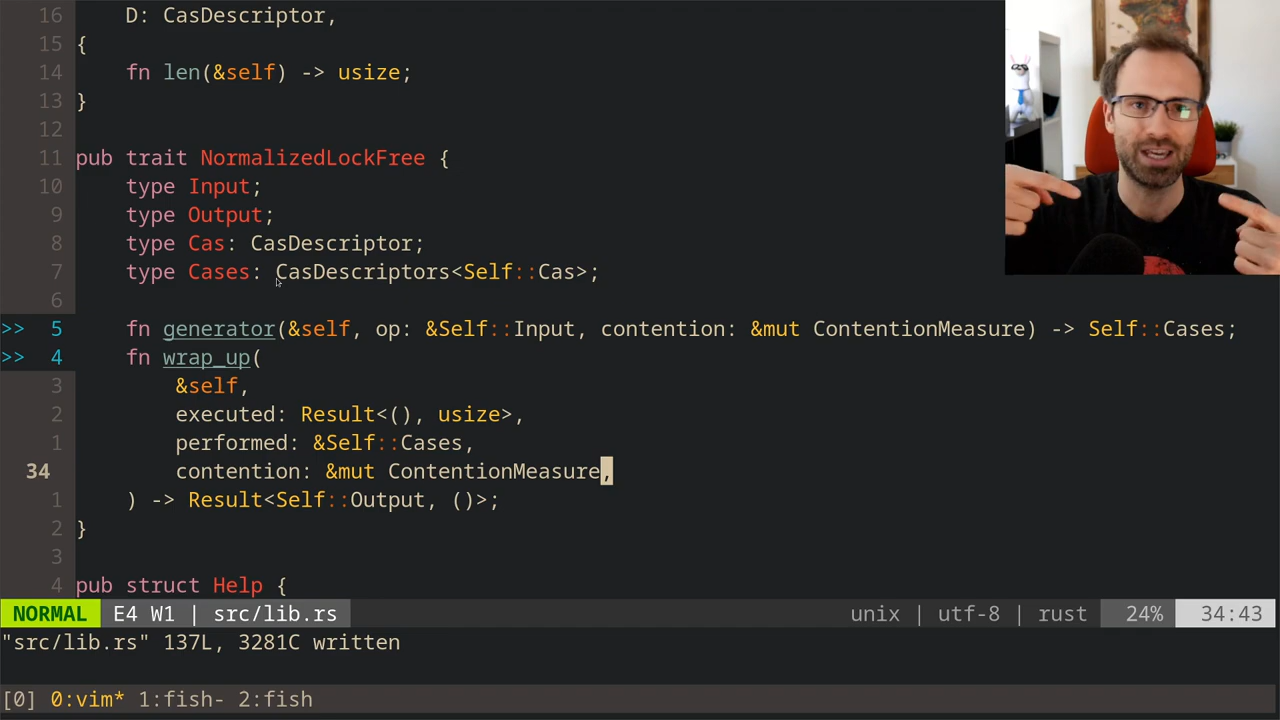 16     D: CasDescriptor,
15 {
14     fn len(&self) -> usize;
13 }
12
11 pub trait NormalizedLockFree {
10     type Input;
9     type Output;
8     type Cas: CasDescriptor;
7     type Cases: CasDescriptors<Self::Cas>;
6
>> 5     fn generator(&self, op: &Self::Input, contention: &mut ContentionMeasure) -> Self::Cases;
>> 4     fn wrap_up(
3         &self,
2         executed: Result<(), usize>,
1         performed: &Self::Cases,
34         contention: &mut ContentionMeasure,
1     ) -> Result<Self::Output, ()>;
2 }
3
4 pub struct Help {
NORMAL E4 W1 | src/lib.rs unix | utf-8 | rust 24% 34:43
"src/lib.rs" 137L, 3281C written
[0] 0:vim* 1:fish- 2:fish